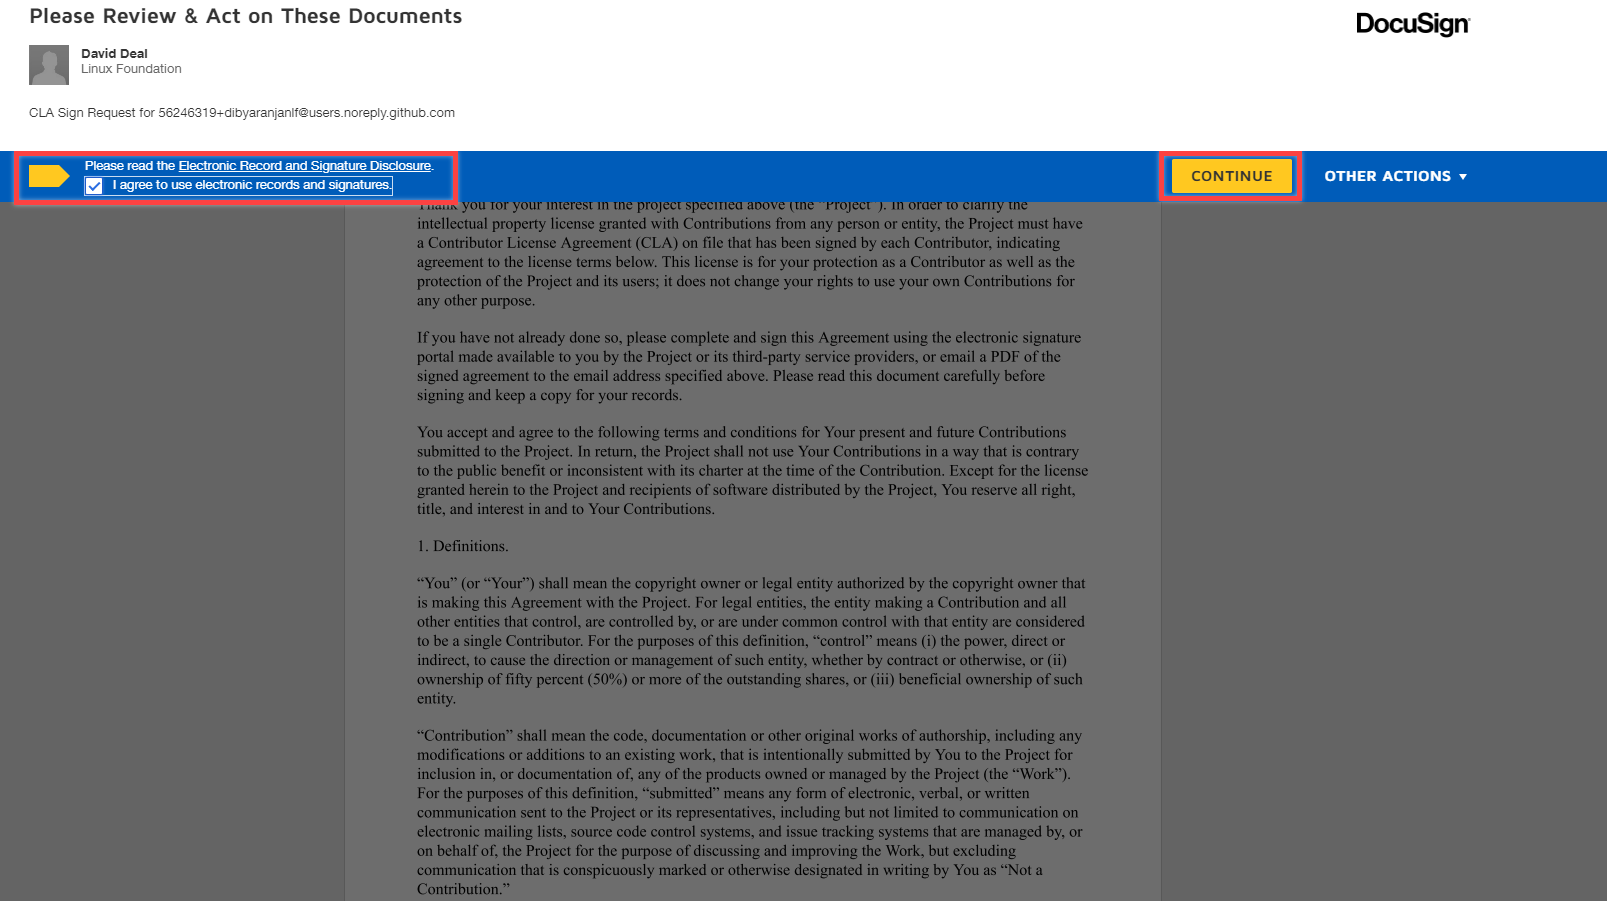 Please Review & Act on These Documents
DocuSign
David Deal
Linux Foundation
CLA Sign Request for 56246319+dibyaranjanlf@users.noreply.github.com
Please read the Electronic Record and Signature Disclosure.
I agree to use electronic records and signatures.
CONTINUE
OTHER ACTIONS
Thank you for your interest in the project specified above (the “Project”). In order to clarify the
intellectual property license granted with Contributions from any person or entity, the Project must have
a Contributor License Agreement (CLA) on file that has been signed by each Contributor, indicating
agreement to the license terms below. This license is for your protection as a Contributor as well as the
protection of the Project and its users; it does not change your rights to use your own Contributions for
any other purpose.
If you have not already done so, please complete and sign this Agreement using the electronic signature
portal made available to you by the Project or its third-party service providers, or email a PDF of the
signed agreement to the email address specified above. Please read this document carefully before
signing and keep a copy for your records.
You accept and agree to the following terms and conditions for Your present and future Contributions
submitted to the Project. In return, the Project shall not use Your Contributions in a way that is contrary
to the public benefit or inconsistent with its charter at the time of the Contribution. Except for the license
granted herein to the Project and recipients of software distributed by the Project, You reserve all right,
title, and interest in and to Your Contributions.
1. Definitions.
“You” (or “Your”) shall mean the copyright owner or legal entity authorized by the copyright owner that
is making this Agreement with the Project. For legal entities, the entity making a Contribution and all
other entities that control, are controlled by, or are under common control with that entity are considered
to be a single Contributor. For the purposes of this definition, “control” means (i) the power, direct or
indirect, to cause the direction or management of such entity, whether by contract or otherwise, or (ii)
ownership of fifty percent (50%) or more of the outstanding shares, or (iii) beneficial ownership of such
entity.
“Contribution” shall mean the code, documentation or other original works of authorship, including any
modifications or additions to an existing work, that is intentionally submitted by You to the Project for
inclusion in, or documentation of, any of the products owned or managed by the Project (the “Work”).
For the purposes of this definition, “submitted” means any form of electronic, verbal, or written
communication sent to the Project or its representatives, including but not limited to communication on
electronic mailing lists, source code control systems, and issue tracking systems that are managed by, or
on behalf of, the Project for the purpose of discussing and improving the Work, but excluding
communication that is conspicuously marked or otherwise designated in writing by You as “Not a
Contribution.”